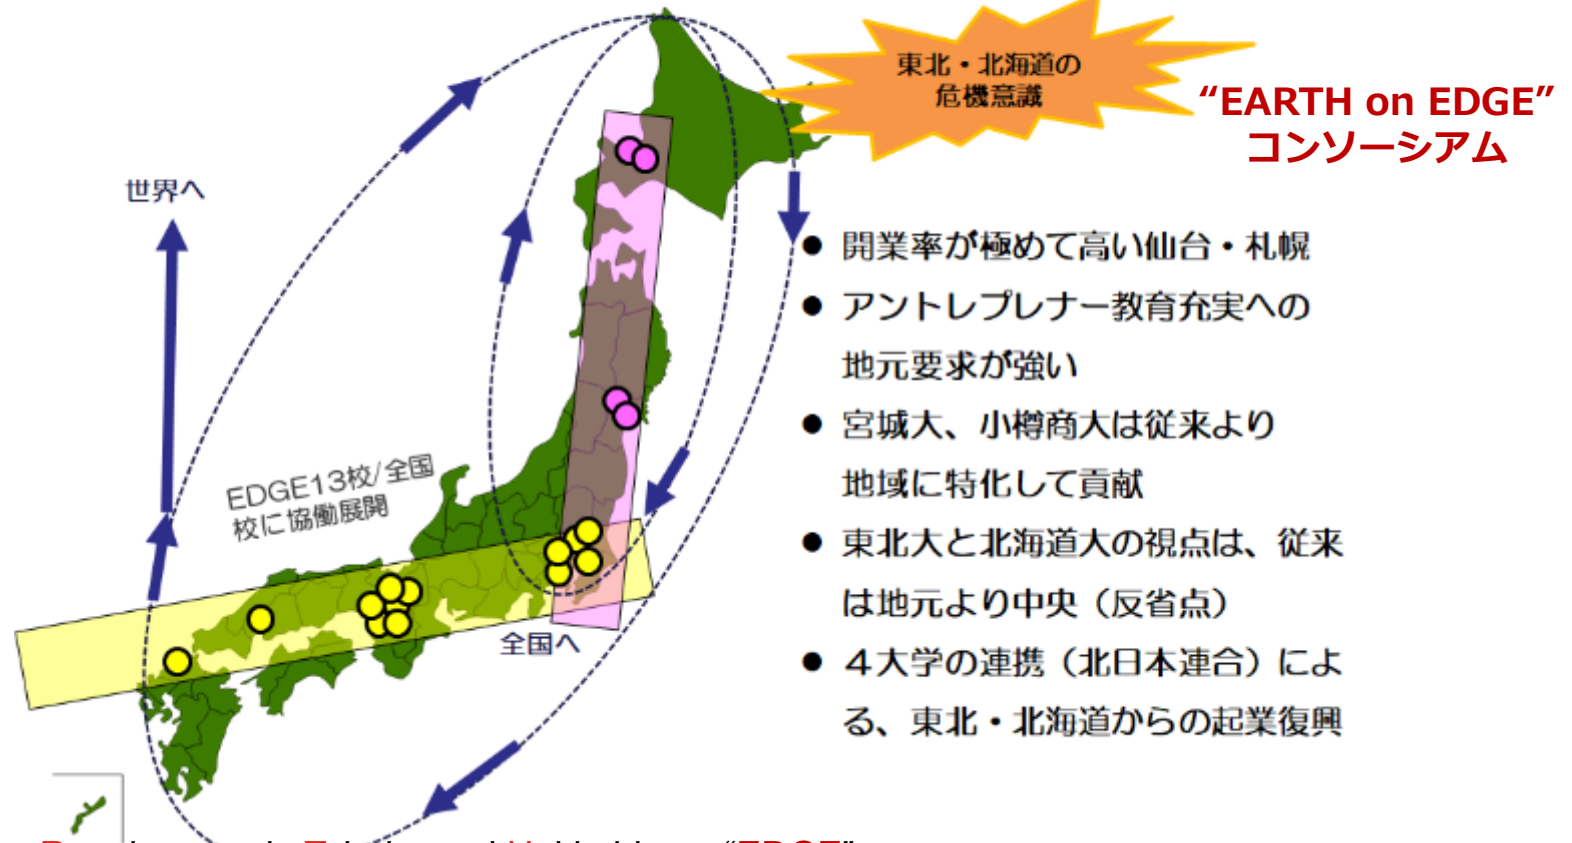 東北・北海道の
危機意識
“EARTH on EDGE”
コンソーシアム
世界へ
● 開業率が極めて高い仙台・札幌
● アントレプレナー教育充実への
地元要求が強い
● 宮城大、小樽商大は従来より
地域に特化して貢献
● 東北大と北海道大の視点は、従来
は地元より中央（反省点）
● ４大学の連携（北日本連合）によ
る、東北・北海道からの起業復興
EDGE13校/全国
校に協働展開
全国へ
“EDGE”